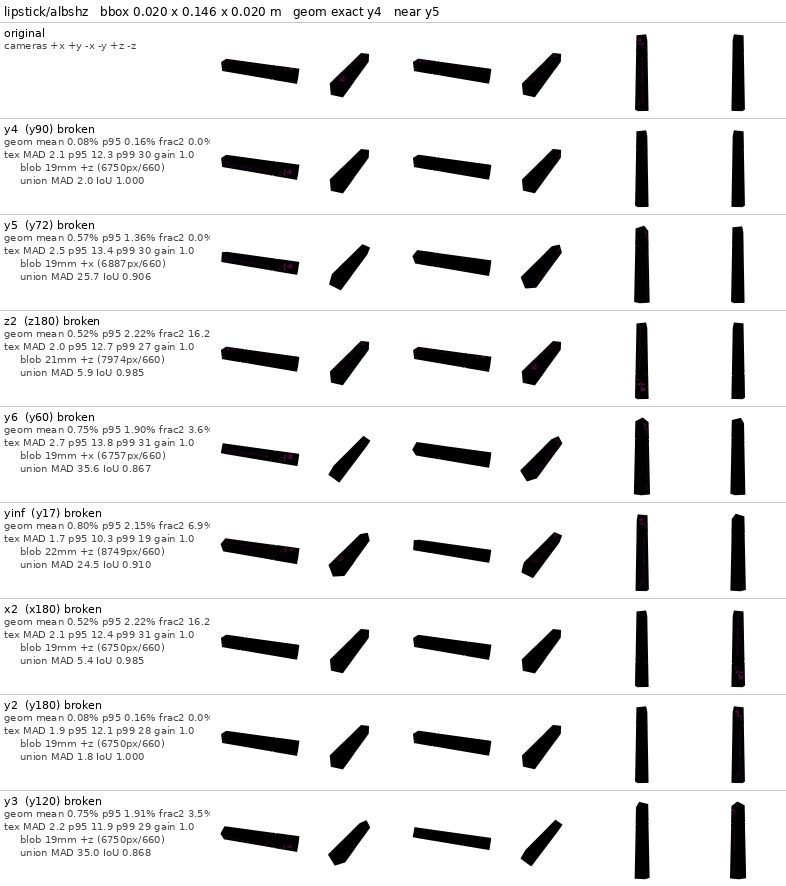 lipstick/albshz   bbox 0.020 x 0.146 x 0.020 m   geom exact y4   near y5
original
cameras +x +y -x -y +z -z
y4  (y90) broken
geom mean 0.08% p95 0.16% frac2 0.0%
tex MAD 2.1 p95 12.3 p99 30 gain 1.0
blob 19mm +z (6750px/660)
union MAD 2.0 IoU 1.000
y5  (y72) broken
geom mean 0.57% p95 1.36% frac2 0.0%
tex MAD 2.5 p95 13.4 p99 30 gain 1.0
blob 19mm +x (6887px/660)
union MAD 25.7 IoU 0.906
z2  (z180) broken
geom mean 0.52% p95 2.22% frac2 16.2
tex MAD 2.0 p95 12.7 p99 27 gain 1.0
blob 21mm +z (7974px/660)
union MAD 5.9 IoU 0.985
y6  (y60) broken
geom mean 0.75% p95 1.90% frac2 3.6%
tex MAD 2.7 p95 13.8 p99 31 gain 1.0
blob 19mm +x (6757px/660)
union MAD 35.6 IoU 0.867
yinf  (y17) broken
geom mean 0.80% p95 2.15% frac2 6.9%
tex MAD 1.7 p95 10.3 p99 19 gain 1.0
blob 22mm +z (8749px/660)
union MAD 24.5 IoU 0.910
x2  (x180) broken
geom mean 0.52% p95 2.22% frac2 16.2
tex MAD 2.1 p95 12.4 p99 31 gain 1.0
blob 19mm +z (6750px/660)
union MAD 5.4 IoU 0.985
y2  (y180) broken
geom mean 0.08% p95 0.16% frac2 0.0%
tex MAD 1.9 p95 12.1 p99 28 gain 1.0
blob 19mm +z (6750px/660)
union MAD 1.8 IoU 1.000
y3  (y120) broken
geom mean 0.75% p95 1.91% frac2 3.5%
tex MAD 2.2 p95 11.9 p99 29 gain 1.0
blob 19mm +z (6750px/660)
union MAD 35.0 IoU 0.868